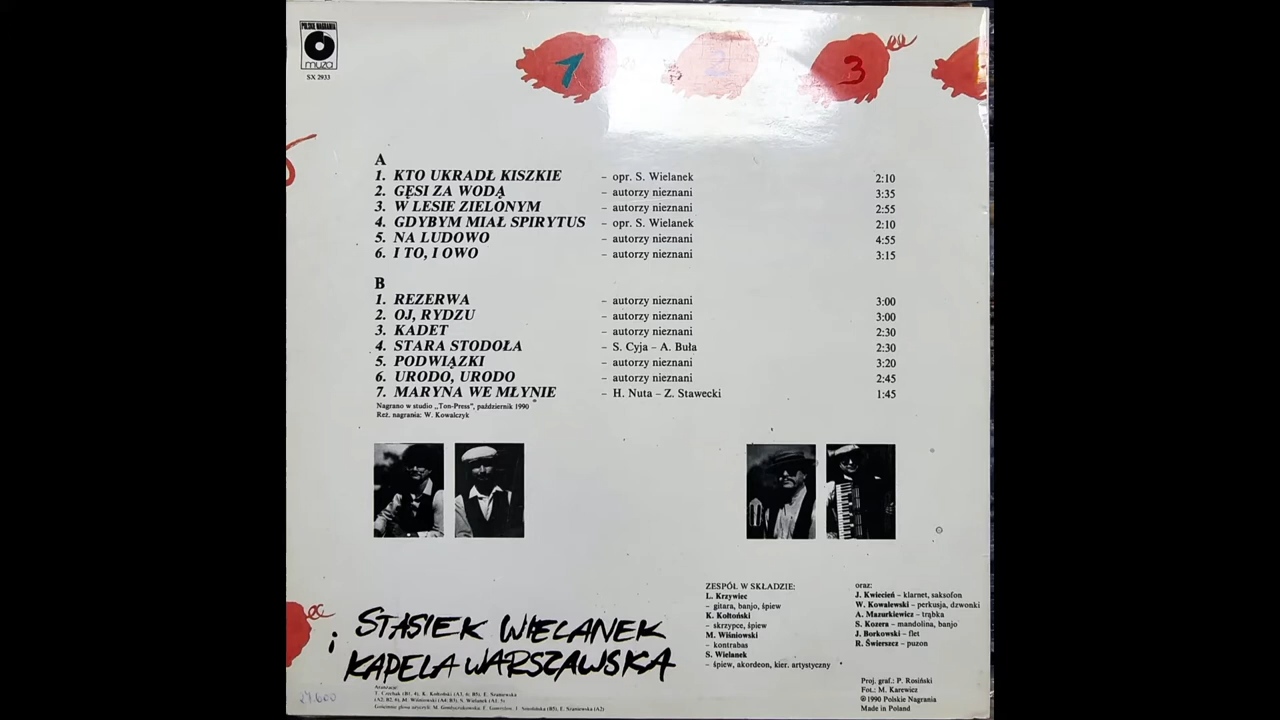 POLSKIE NAGRANIA
muza
SX 2933
1 2 3
A
1. KTO UKRADŁ KISZKIE – opr. S. Wielanek 2:10
2. GĘSI ZA WODĄ – autorzy nieznani 3:35
3. W LESIE ZIELONYM – autorzy nieznani 2:55
4. GDYBYM MIAŁ SPIRYTUS – opr. S. Wielanek 2:10
5. NA LUDOWO – autorzy nieznani 4:55
6. I TO, I OWO – autorzy nieznani 3:15
B
1. REZERWA – autorzy nieznani 3:00
2. OJ, RYDZU – autorzy nieznani 3:00
3. KADET – autorzy nieznani 2:30
4. STARA STODOŁA – S. Cyja – A. Buła 2:30
5. PODWIĄZKI – autorzy nieznani 3:20
6. URODO, URODO – autorzy nieznani 2:45
7. MARYNA WE MŁYNIE – H. Nuta – Z. Stawecki 1:45
Nagrano w studio „Ton-Press", październik 1990
Reż. nagrania: W. Kowalczyk
STASIEK WIELANEK
i KAPELA WARSZAWSKA
ZESPÓŁ W SKŁADZIE:
L. Krzywiec
– gitara, banjo, śpiew
K. Kołtoński
– skrzypce, śpiew
M. Wiśniowski
– kontrabas
S. Wielanek
– śpiew, akordeon, kier. artystyczny
oraz:
J. Kwiecień – klarnet, saksofon
W. Kowalewski – perkusja, dzwonki
A. Mazurkiewicz – trąbka
S. Kozera – mandolina, banjo
J. Borkowski – flet
R. Świerszcz – puzon
Proj. graf.: P. Rosiński
Fot.: M. Karewicz
℗ 1990 Polskie Nagrania
Made in Poland
Aranżacja: